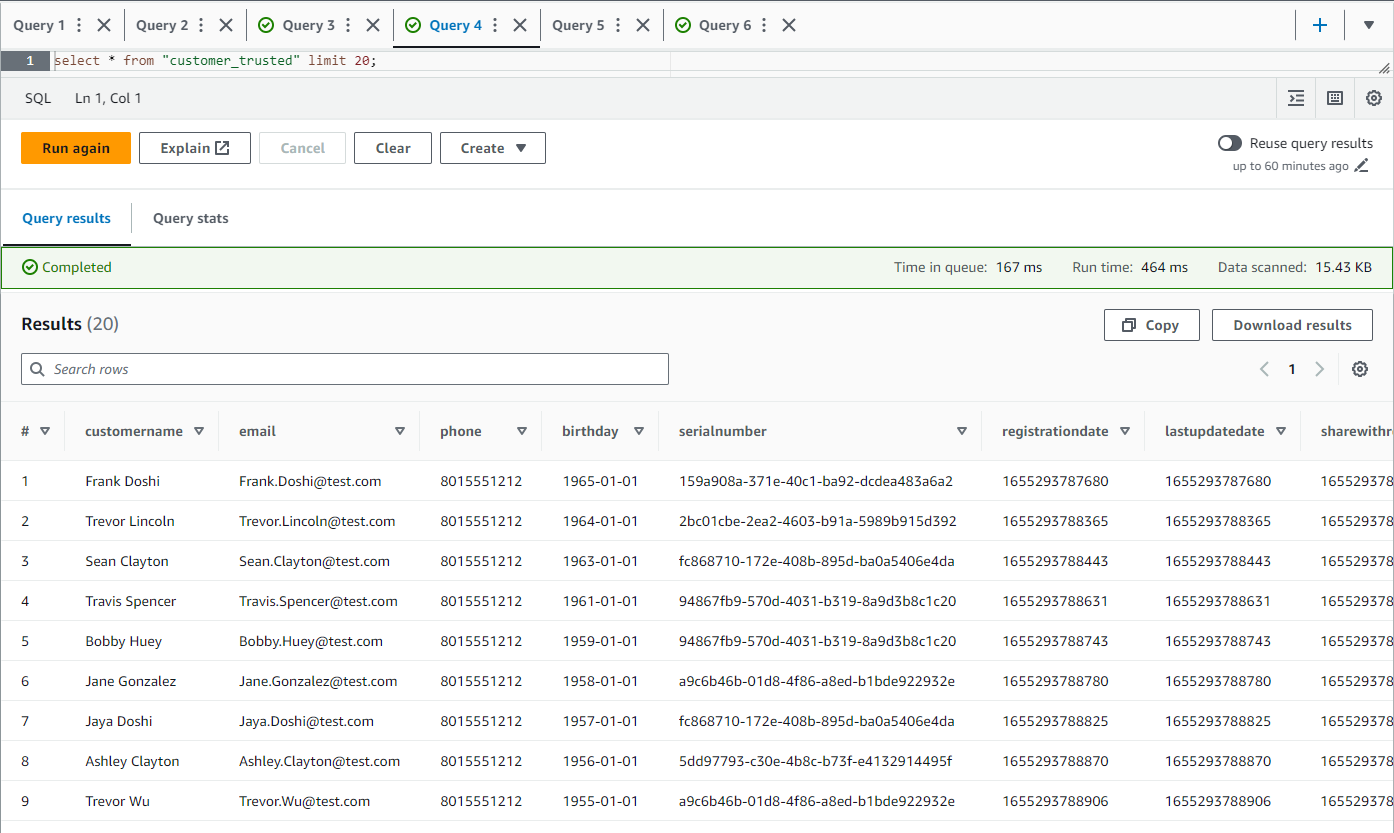 Query 1 Query 2 Query 3 Query 4 Query 5 Query 6
1 select * from "customer_trusted" limit 20;
SQL Ln 1, Col 1
Run again Explain Cancel Clear Create Reuse query results
up to 60 minutes ago
Query results Query stats
Completed Time in queue: 167 ms Run time: 464 ms Data scanned: 15.43 KB
Results (20) Copy Download results
Search rows 1
# customername email phone birthday serialnumber registrationdate lastupdatedate sharewithre
1 Frank Doshi Frank.Doshi@test.com 8015551212 1965-01-01 159a908a-371e-40c1-ba92-dcdea483a6a2 1655293787680 1655293787680 165529378
2 Trevor Lincoln Trevor.Lincoln@test.com 8015551212 1964-01-01 2bc01cbe-2ea2-4603-b91a-5989b915d392 1655293788365 1655293788365 165529378
3 Sean Clayton Sean.Clayton@test.com 8015551212 1963-01-01 fc868710-172e-408b-895d-ba0a5406e4da 1655293788443 1655293788443 165529378
4 Travis Spencer Travis.Spencer@test.com 8015551212 1961-01-01 94867fb9-570d-4031-b319-8a9d3b8c1c20 1655293788631 1655293788631 165529378
5 Bobby Huey Bobby.Huey@test.com 8015551212 1959-01-01 94867fb9-570d-4031-b319-8a9d3b8c1c20 1655293788743 1655293788743 165529378
6 Jane Gonzalez Jane.Gonzalez@test.com 8015551212 1958-01-01 a9c6b46b-01d8-4f86-a8ed-b1bde922932e 1655293788780 1655293788780 165529378
7 Jaya Doshi Jaya.Doshi@test.com 8015551212 1957-01-01 fc868710-172e-408b-895d-ba0a5406e4da 1655293788825 1655293788825 165529378
8 Ashley Clayton Ashley.Clayton@test.com 8015551212 1956-01-01 5dd97793-c30e-4b8c-b73f-e4132914495f 1655293788870 1655293788870 165529378
9 Trevor Wu Trevor.Wu@test.com 8015551212 1955-01-01 a9c6b46b-01d8-4f86-a8ed-b1bde922932e 1655293788906 1655293788906 165529378